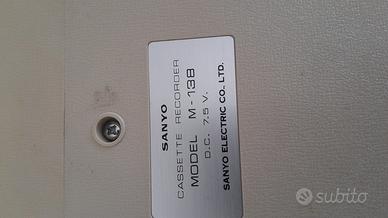 SANYO
CASSETTE RECORDER
MODEL M-138
D.C. 7.5 V.
SANYO ELECTRIC CO. LTD.
subito